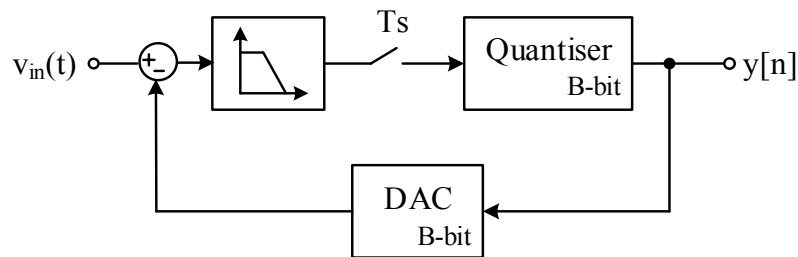 Ts
v_in(t)
+
−
Quantiser
B-bit
y[n]
DAC
B-bit